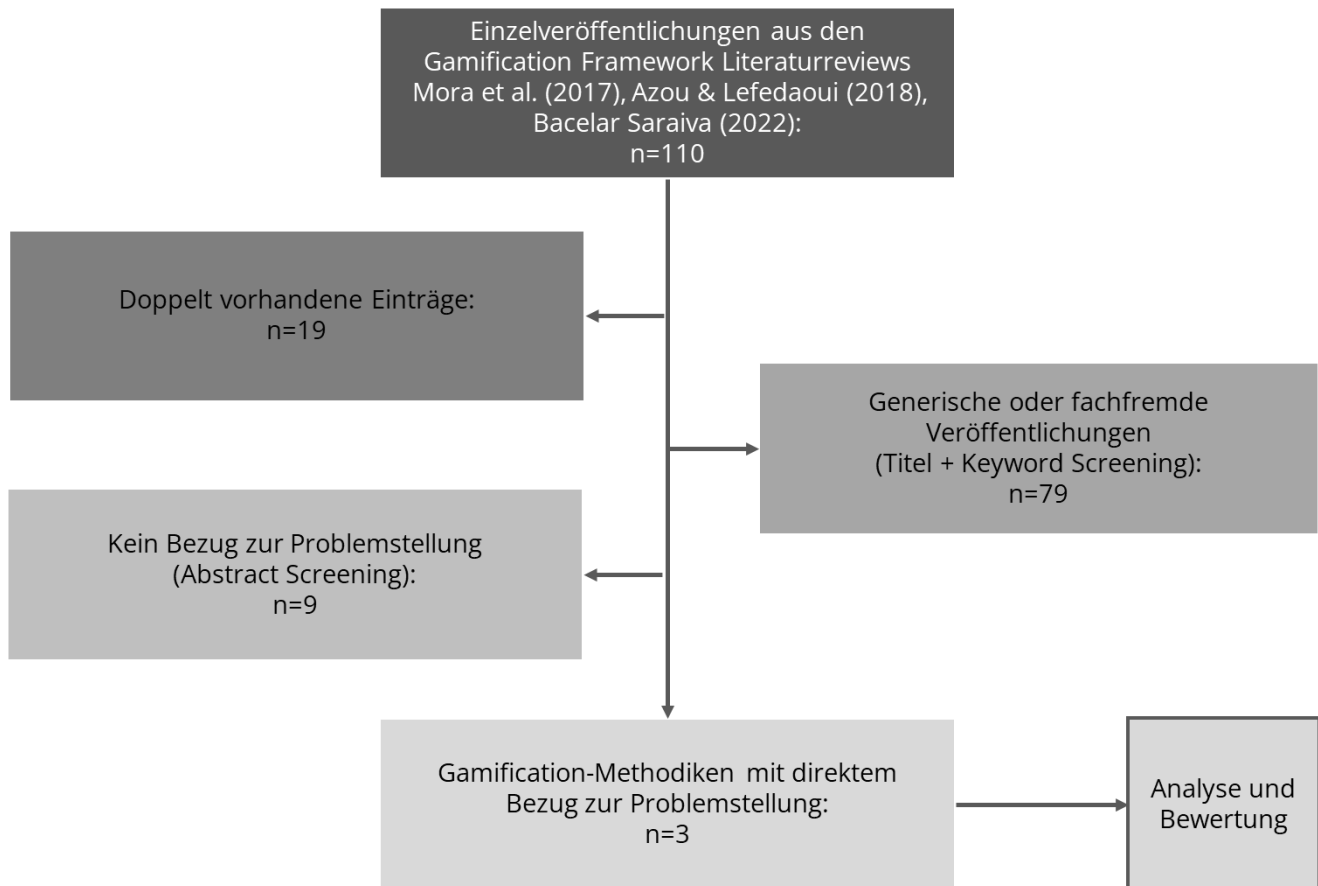 Einzelveröffentlichungen aus den
Gamification Framework Literaturreviews
Mora et al. (2017), Azou & Lefedaoui (2018),
Bacelar Saraiva (2022):
n=110
Doppelt vorhandene Einträge:
n=19
Generische oder fachfremde
Veröffentlichungen
(Titel + Keyword Screening):
n=79
Kein Bezug zur Problemstellung
(Abstract Screening):
n=9
Gamification-Methodiken mit direktem
Bezug zur Problemstellung:
n=3
Analyse und
Bewertung